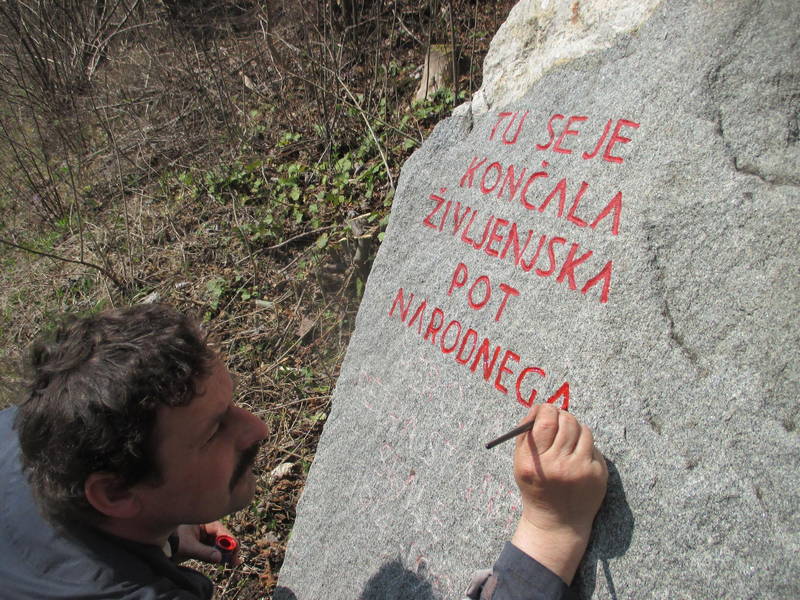 TU SE JE
KONČALA
ŽIVLJENJSKA
POT
NARODNEGA